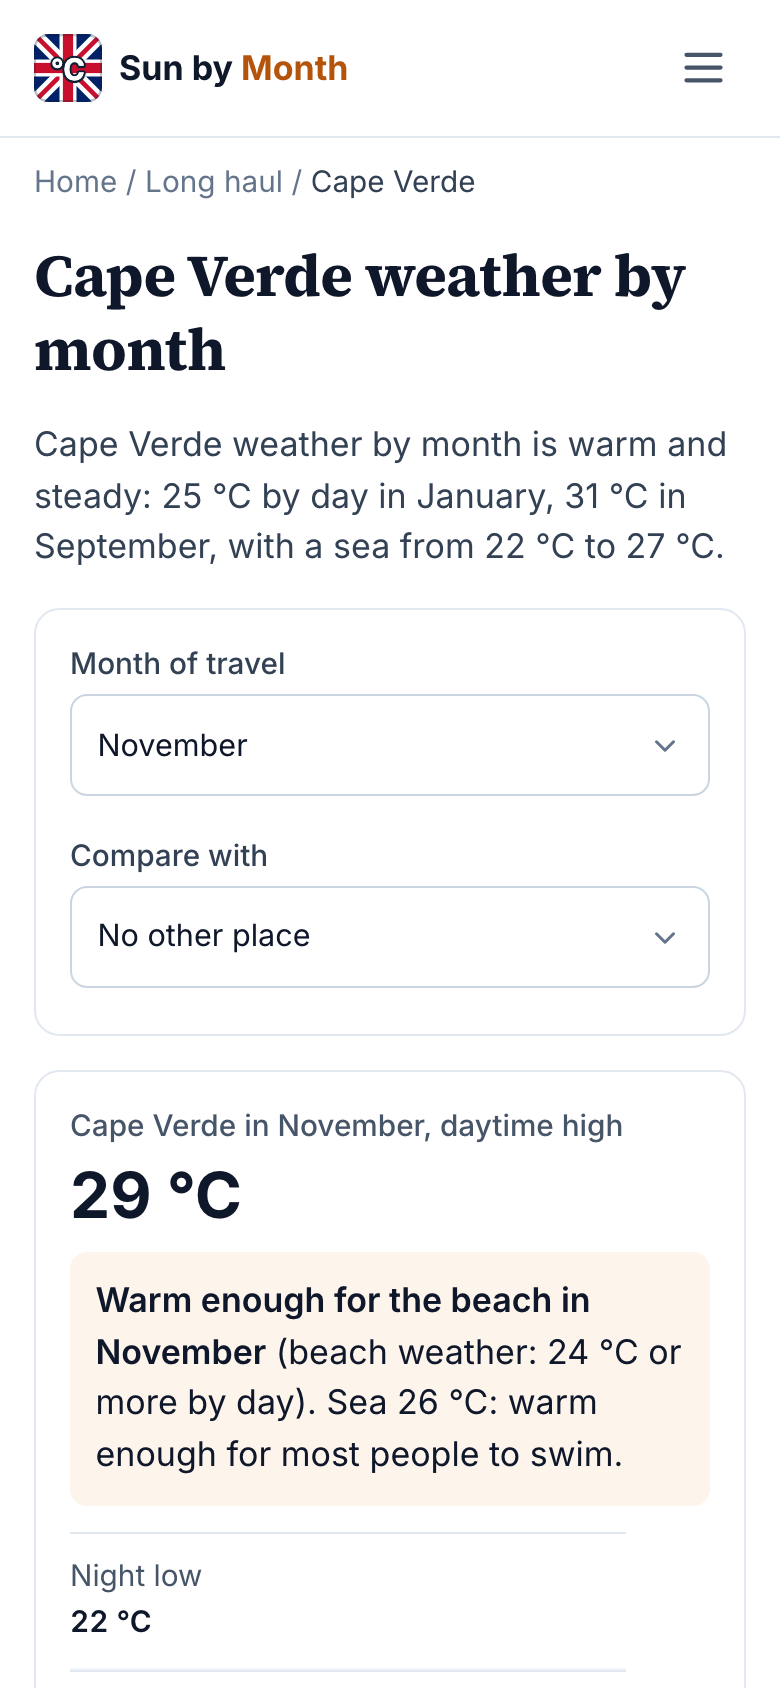 °C
Sun by Month
Home / Long haul / Cape Verde
Cape Verde weather by
month
Cape Verde weather by month is warm and
steady: 25 °C by day in January, 31 °C in
September, with a sea from 22 °C to 27 °C.
Month of travel
November
Compare with
No other place
Cape Verde in November, daytime high
29 °C
Warm enough for the beach in
November (beach weather: 24 °C or
more by day). Sea 26 °C: warm
enough for most people to swim.
Night low
22 °C